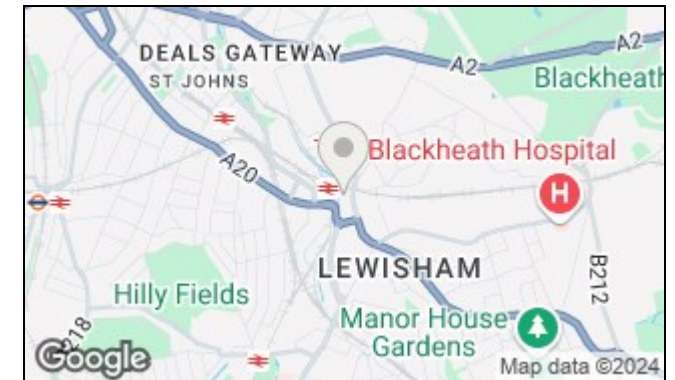 DEALS GATEWAY
ST JOHNS
A2
A2
Blackheath
A20
Blackheath Hospital
H
LEWISHAM
B212
Hilly Fields
Manor House
Gardens
B218
Google
Map data ©2024